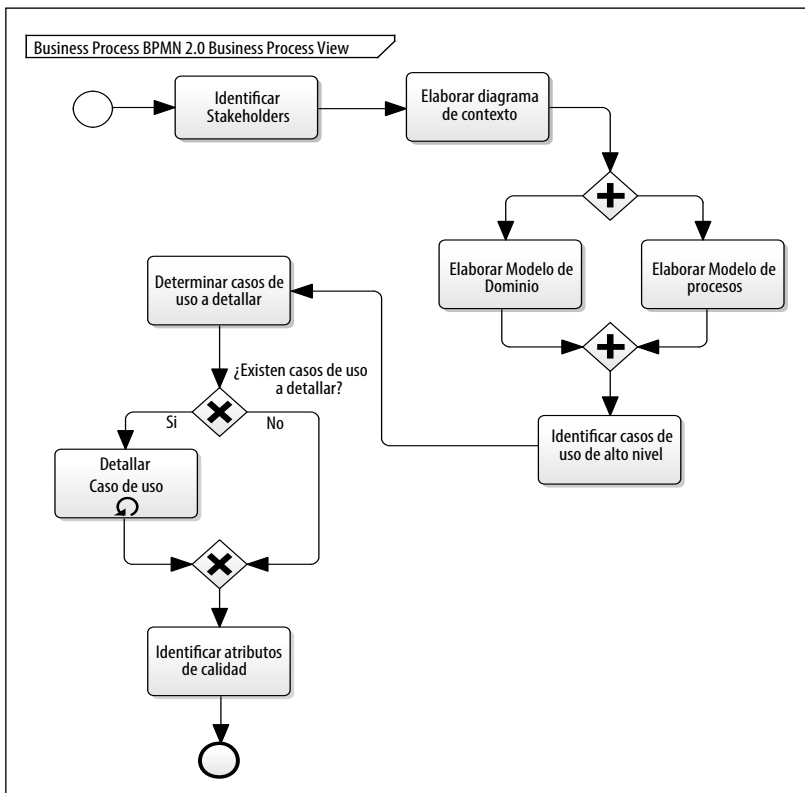 Business Process BPMN 2.0 Business Process View
Identificar
Stakeholders
Elaborar diagrama
de contexto
Elaborar Modelo de
Dominio
Elaborar Modelo de
procesos
Identificar casos de
uso de alto nivel
Determinar casos de
uso a detallar
¿Existen casos de uso
a detallar?
Si
No
Detallar
Caso de uso
Identificar atributos
de calidad